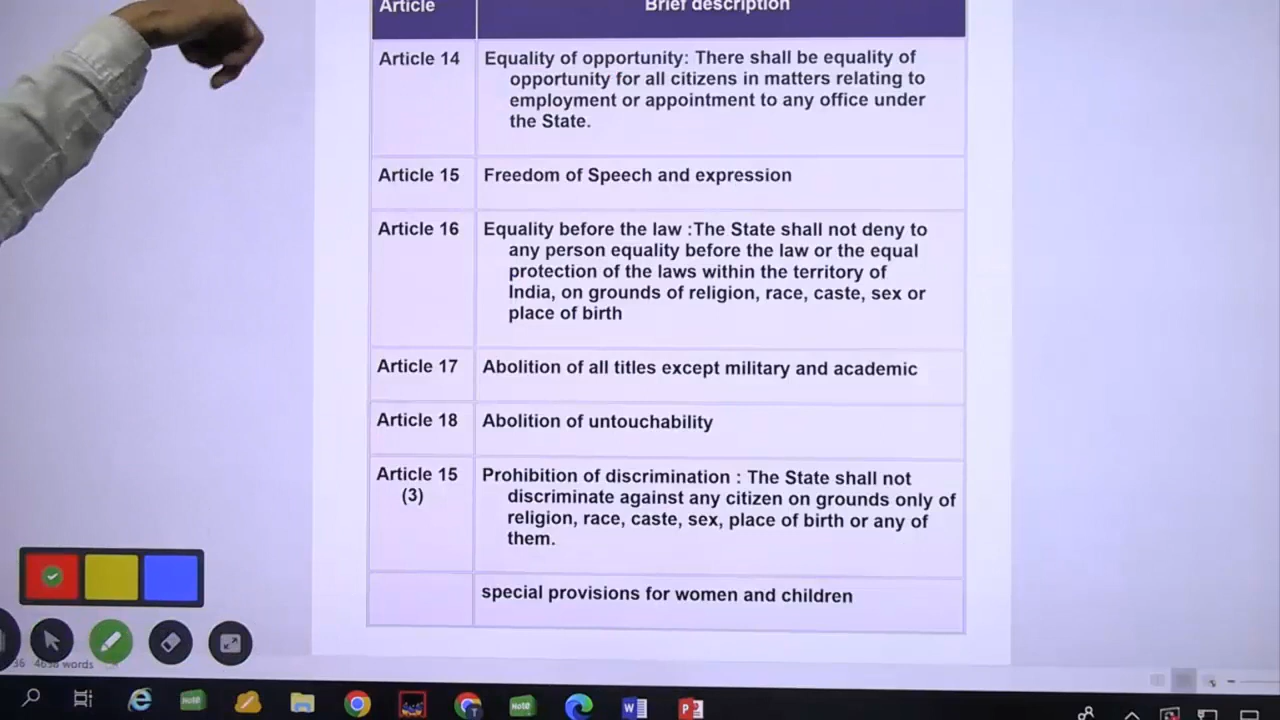 Article Brief description
Article 14 Equality of opportunity: There shall be equality of
opportunity for all citizens in matters relating to
employment or appointment to any office under
the State.
Article 15 Freedom of Speech and expression
Article 16 Equality before the law :The State shall not deny to
any person equality before the law or the equal
protection of the laws within the territory of
India, on grounds of religion, race, caste, sex or
place of birth
Article 17 Abolition of all titles except military and academic
Article 18 Abolition of untouchability
Article 15 Prohibition of discrimination : The State shall not
(3) discriminate against any citizen on grounds only of
religion, race, caste, sex, place of birth or any of
them.
special provisions for women and children
words